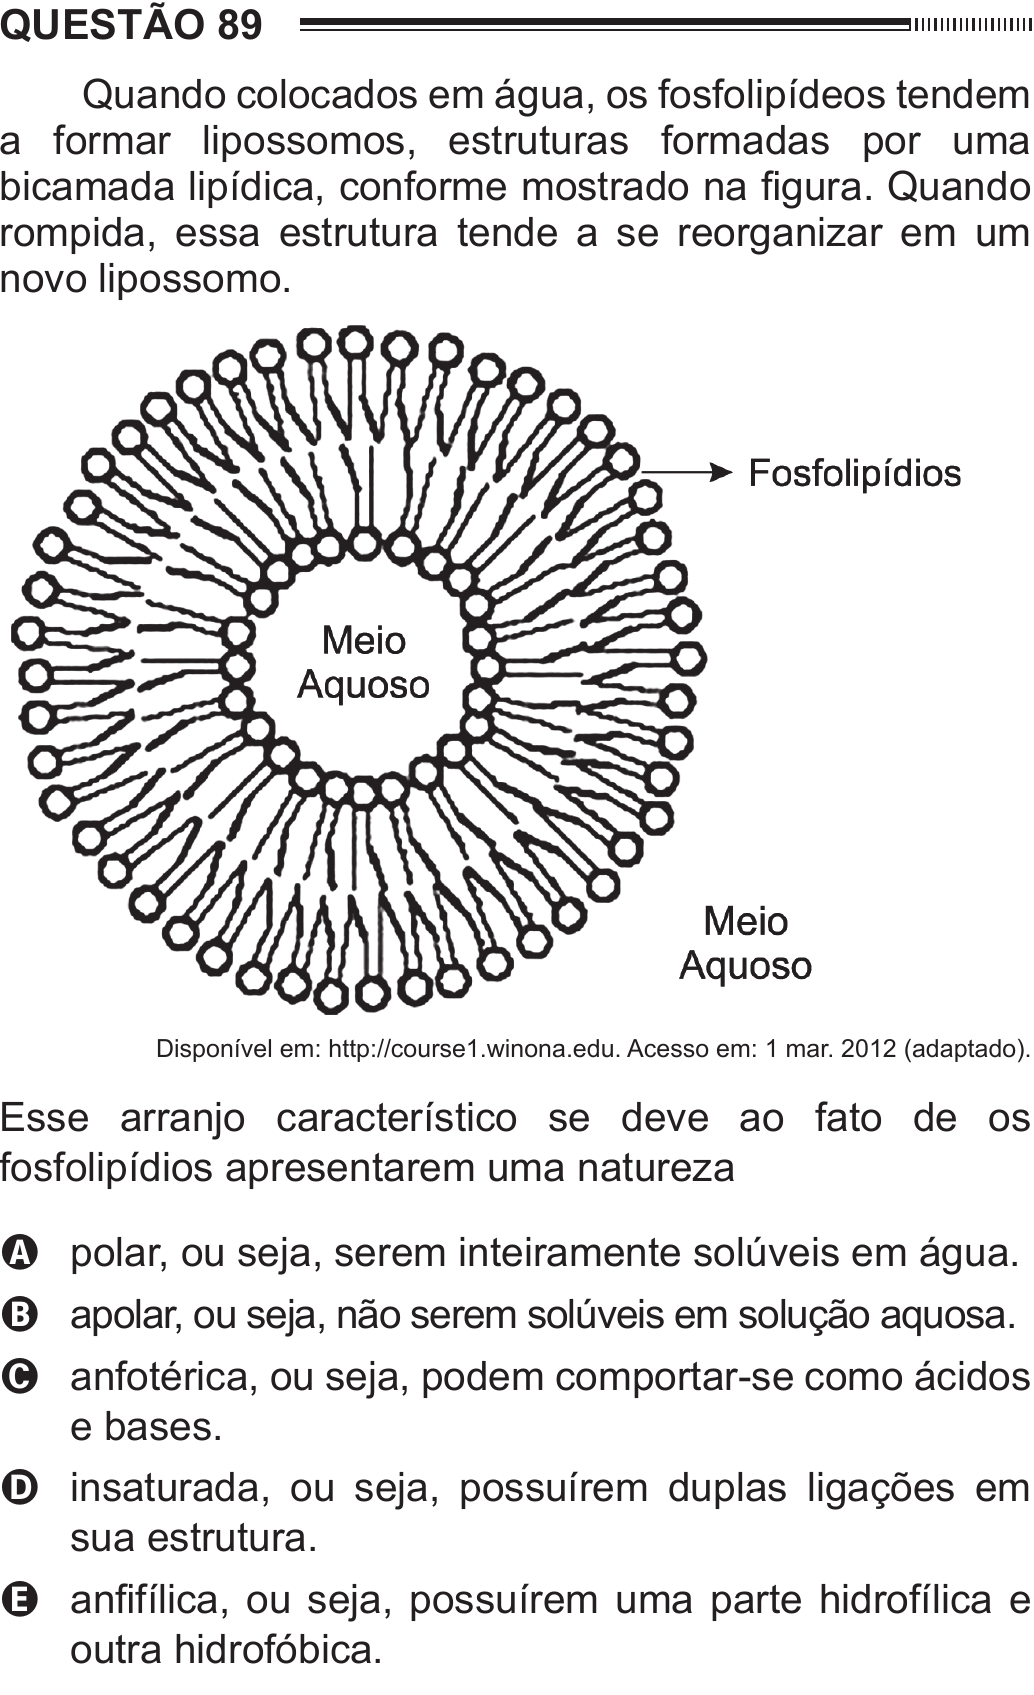 QUESTÃO 89
Quando colocados em água, os fosfolipídeos tendem
a formar lipossomos, estruturas formadas por uma
bicamada lipídica, conforme mostrado na figura. Quando
rompida, essa estrutura tende a se reorganizar em um
novo lipossomo.
Fosfolipídios
Meio
Aquoso
Meio
Aquoso
Disponível em: http://course1.winona.edu. Acesso em: 1 mar. 2012 (adaptado).
Esse arranjo característico se deve ao fato de os
fosfolipídios apresentarem uma natureza
A polar, ou seja, serem inteiramente solúveis em água.
B apolar, ou seja, não serem solúveis em solução aquosa.
C anfotérica, ou seja, podem comportar-se como ácidos
e bases.
D insaturada, ou seja, possuírem duplas ligações em
sua estrutura.
E anfifílica, ou seja, possuírem uma parte hidrofílica e
outra hidrofóbica.